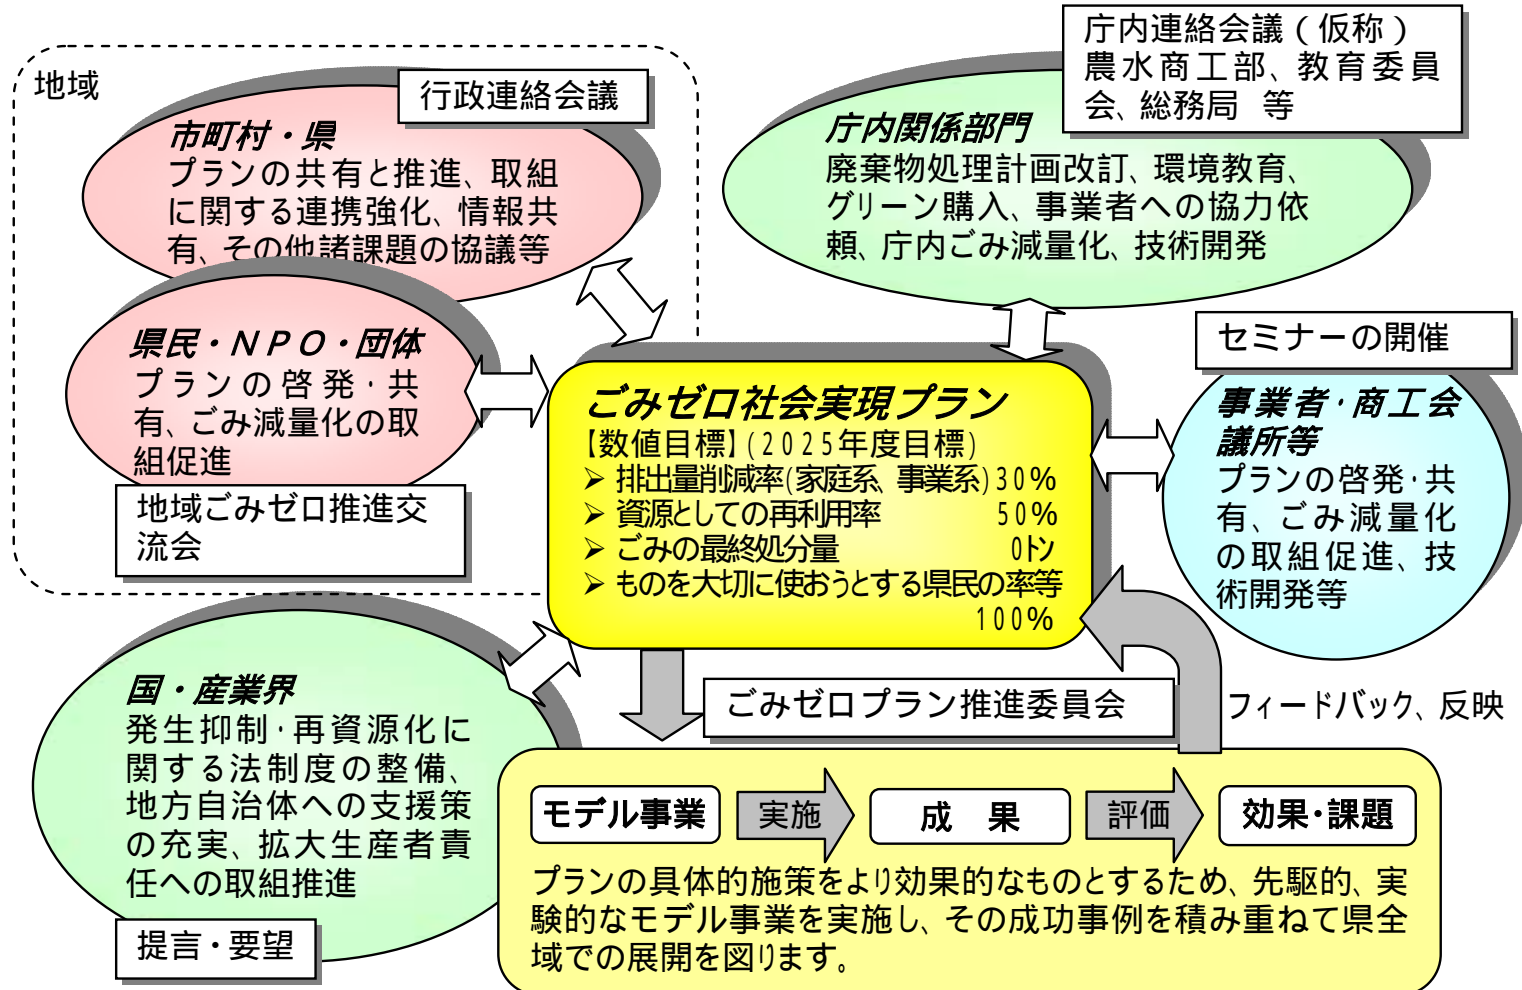 地域
行政連絡会議
市町村・県
プランの共有と推進、取組
に関する連携強化、情報共
有、その他諸課題の協議等
県民・ＮＰＯ・団体
プランの啓発・共
有、ごみ減量化の取
組促進
地域ごみゼロ推進交
流会
庁内連絡会議（仮称）
農水商工部、教育委員
会、総務局　等
庁内関係部門
廃棄物処理計画改訂、環境教育、
グリーン購入、事業者への協力依
頼、庁内ごみ減量化、技術開発
セミナーの開催
事業者・商工会
議所等
プランの啓発・共
有、ごみ減量化
の取組促進、技
術開発等
ごみゼロ社会実現プラン
【数値目標】(2025年度目標)
➢ 排出量削減率(家庭系、事業系)30%
➢ 資源としての再利用率 50%
➢ ごみの最終処分量 0トン
➢ ものを大切に使おうとする県民の率等
100%
国・産業界
発生抑制・再資源化に
関する法制度の整備、
地方自治体への支援策
の充実、拡大生産者責
任への取組推進
提言・要望
ごみゼロプラン推進委員会
フィードバック、反映
モデル事業 実施 成　果 評価 効果・課題
プランの具体的施策をより効果的なものとするため、先駆的、実
験的なモデル事業を実施し、その成功事例を積み重ねて県全
域での展開を図ります。